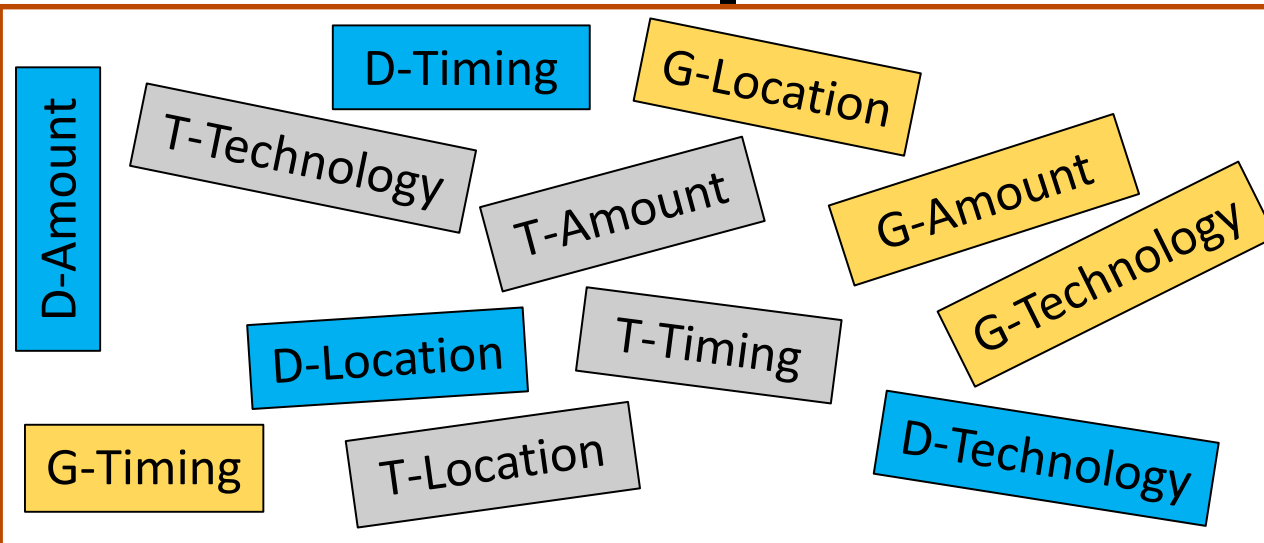 D-Timing
G-Location
D-Amount
T-Technology
T-Amount
G-Amount
G-Technology
D-Location
T-Timing
G-Timing
T-Location
D-Technology